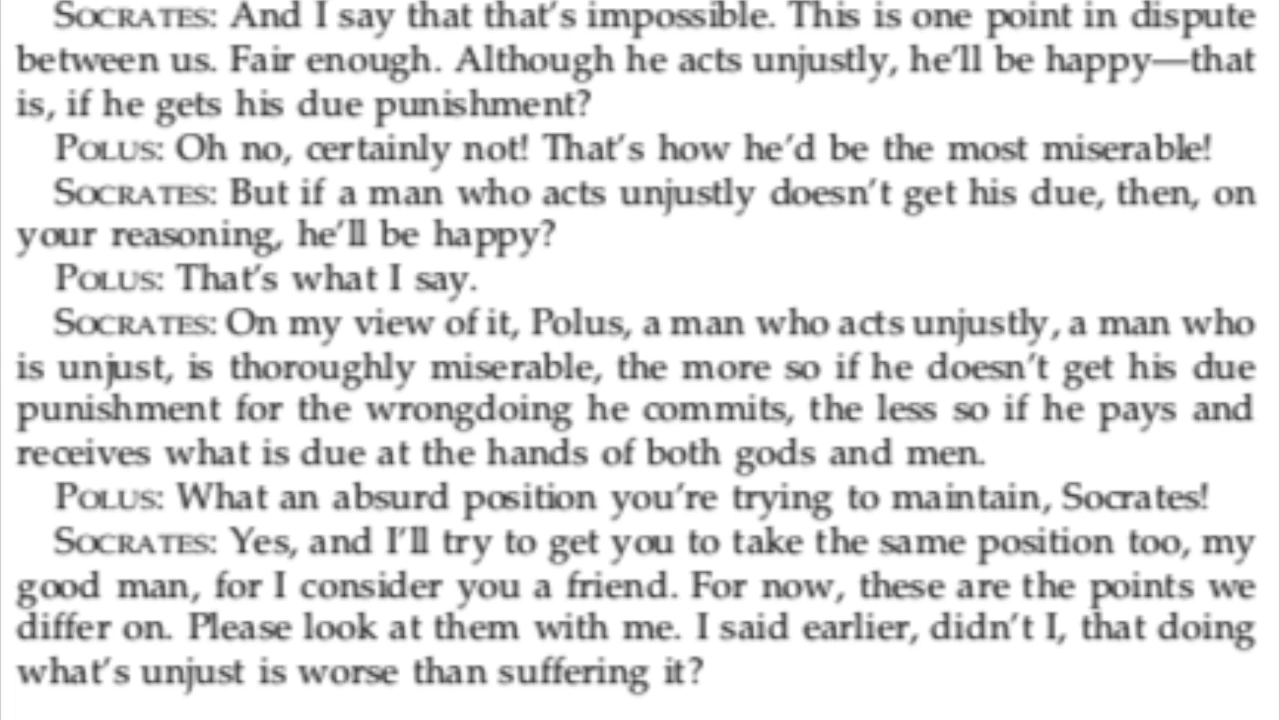 SOCRATES: And I say that that's impossible. This is one point in dispute
between us. Fair enough. Although he acts unjustly, he'll be happy—that
is, if he gets his due punishment?
POLUS: Oh no, certainly not! That's how he'd be the most miserable!
SOCRATES: But if a man who acts unjustly doesn't get his due, then, on
your reasoning, he'll be happy?
POLUS: That's what I say.
SOCRATES: On my view of it, Polus, a man who acts unjustly, a man who
is unjust, is thoroughly miserable, the more so if he doesn't get his due
punishment for the wrongdoing he commits, the less so if he pays and
receives what is due at the hands of both gods and men.
POLUS: What an absurd position you're trying to maintain, Socrates!
SOCRATES: Yes, and I'll try to get you to take the same position too, my
good man, for I consider you a friend. For now, these are the points we
differ on. Please look at them with me. I said earlier, didn't I, that doing
what's unjust is worse than suffering it?